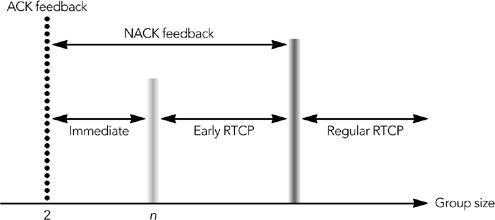 ACK feedback
NACK feedback
Immediate
Early RTCP
Regular RTCP
Group size
2
n